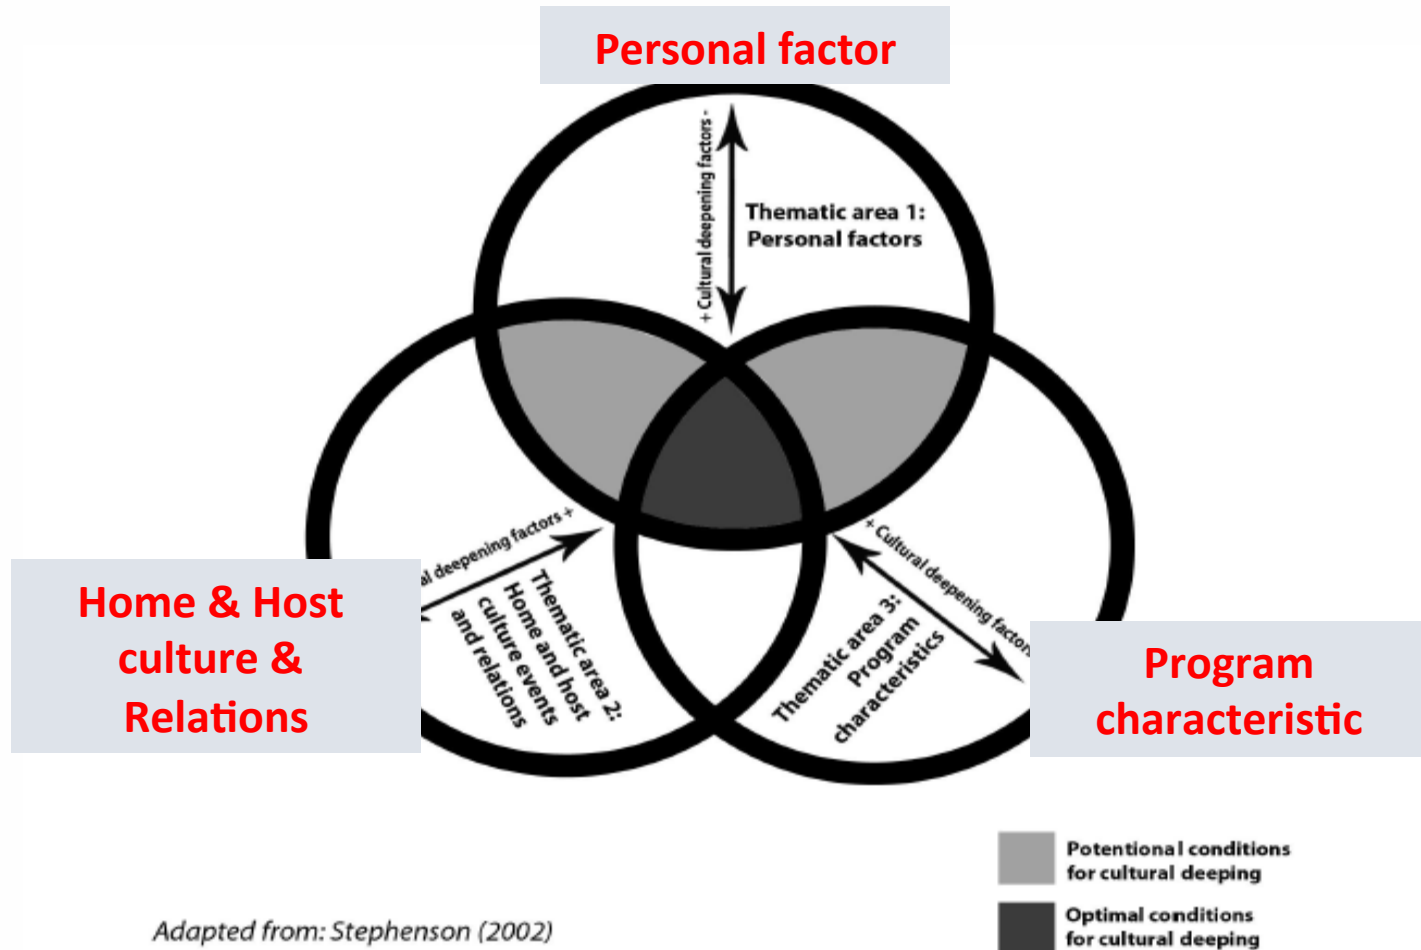 Personal factor
+ Cultural deepening factors -
Thematic area 1:
Personal factors
deepening factors +
Thematic area 2:
Home and host
culture events
and relations
+ Cultural deepening factors
Thematic area 3:
Program
characteristics
Home & Host
culture &
Relations
Program
characteristic
Potentional conditions
for cultural deeping
Optimal conditions
for cultural deeping
Adapted from: Stephenson (2002)